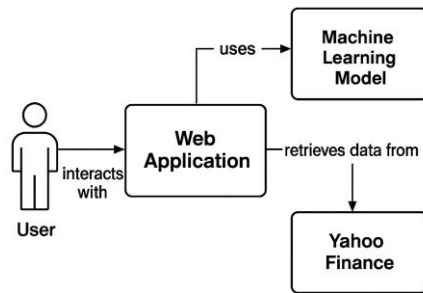 User
interacts
with
Web
Application
uses
Machine
Learning
Model
retrieves data from
Yahoo
Finance